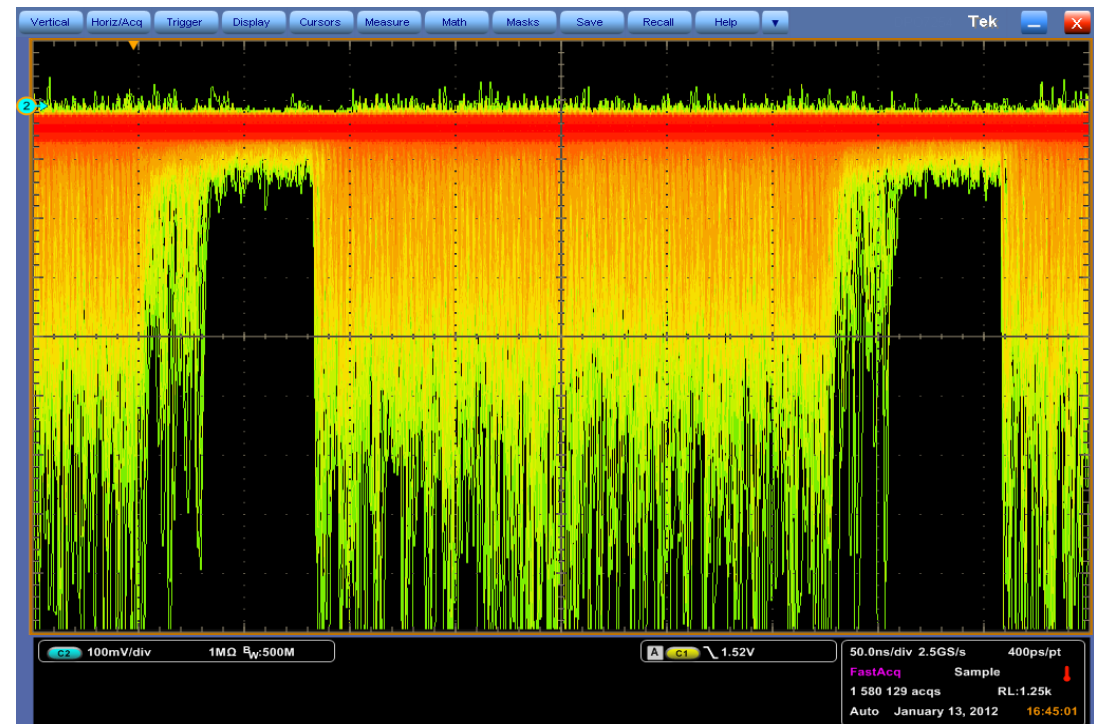 Vertical Horiz/Acq Trigger Display Cursors Measure Math Masks Save Recall Help Tek X
2
C2 100mV/div 1MΩ BW:500M
A C1 1.52V
50.0ns/div 2.5GS/s 400ps/pt
FastAcq Sample
1 580 129 acqs RL:1.25k
Auto January 13, 2012 16:45:01